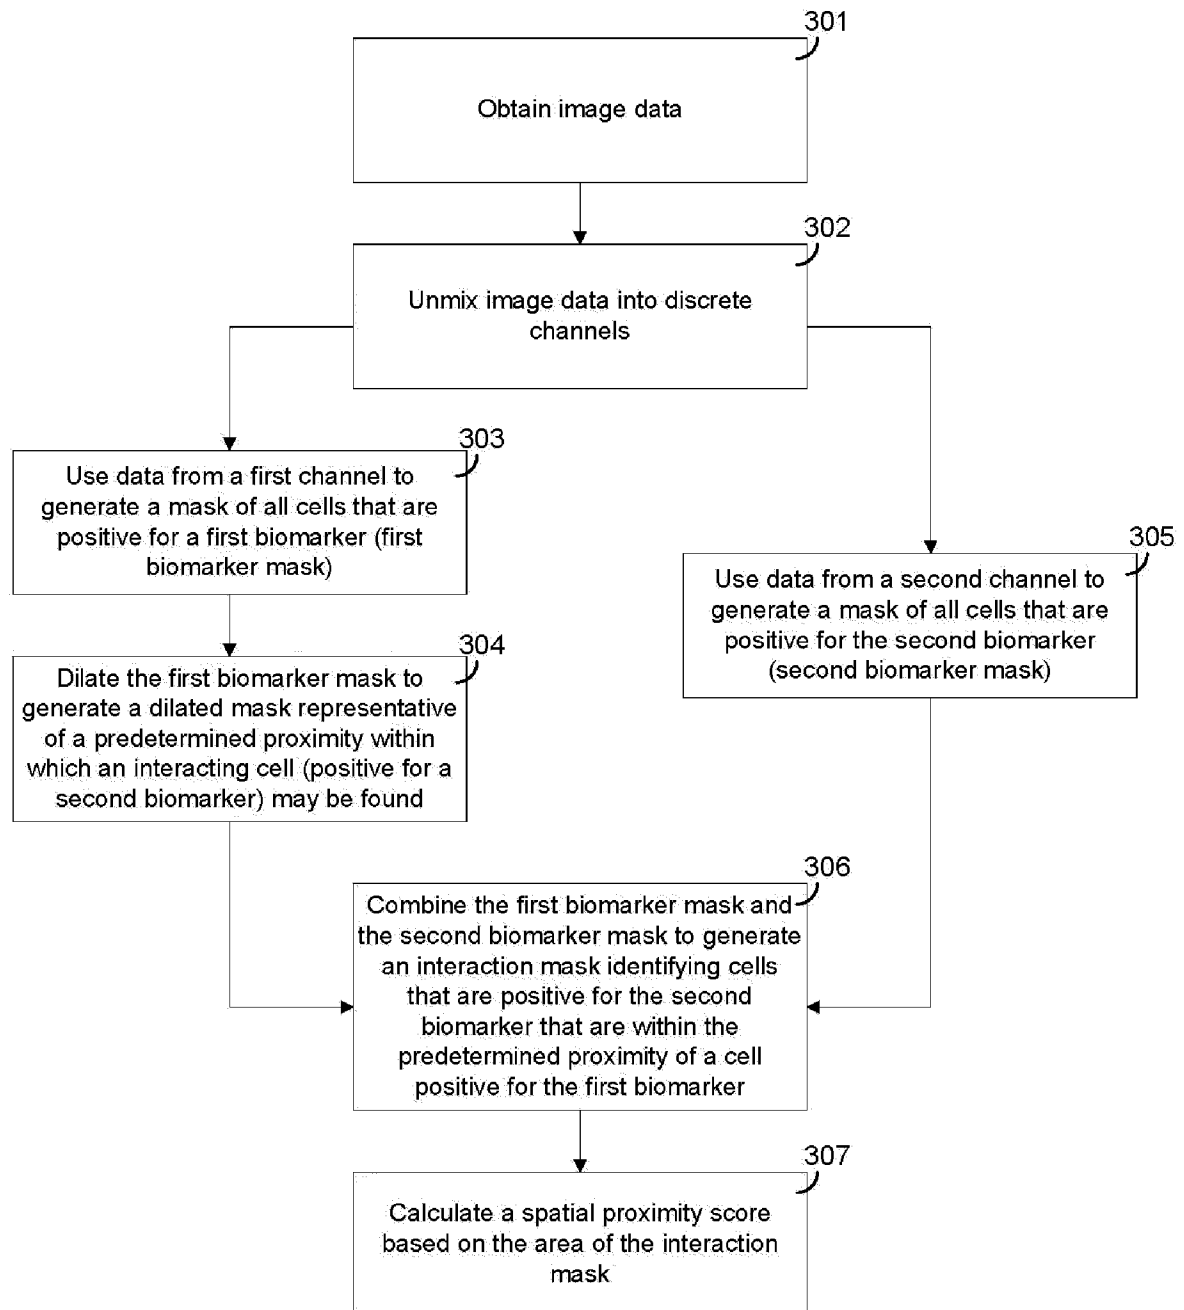 301
Obtain image data
302
Unmix image data into discrete
channels
303
Use data from a first channel to
generate a mask of all cells that are
positive for a first biomarker (first
biomarker mask)
304
Dilate the first biomarker mask to
generate a dilated mask representative
of a predetermined proximity within
which an interacting cell (positive for a
second biomarker) may be found
305
Use data from a second channel to
generate a mask of all cells that are
positive for the second biomarker
(second biomarker mask)
306
Combine the first biomarker mask and
the second biomarker mask to generate
an interaction mask identifying cells
that are positive for the second
biomarker that are within the
predetermined proximity of a cell
positive for the first biomarker
307
Calculate a spatial proximity score
based on the area of the interaction
mask